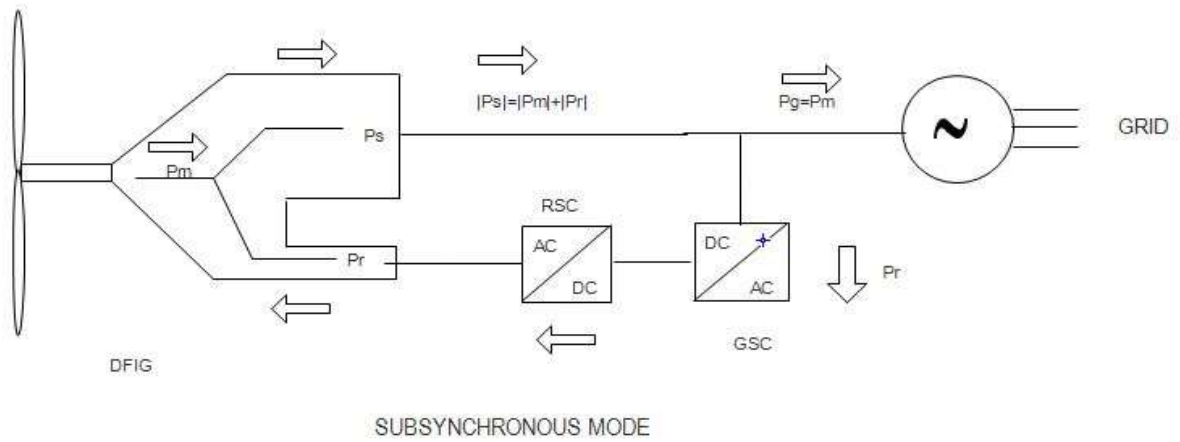 |Ps|=|Pm|+|Pr|
Pg=Pm
Ps
GRID
Pm
RSC
AC
DC
DC
AC
Pr
Pr
GSC
DFIG
SUBSYNCHRONOUS MODE